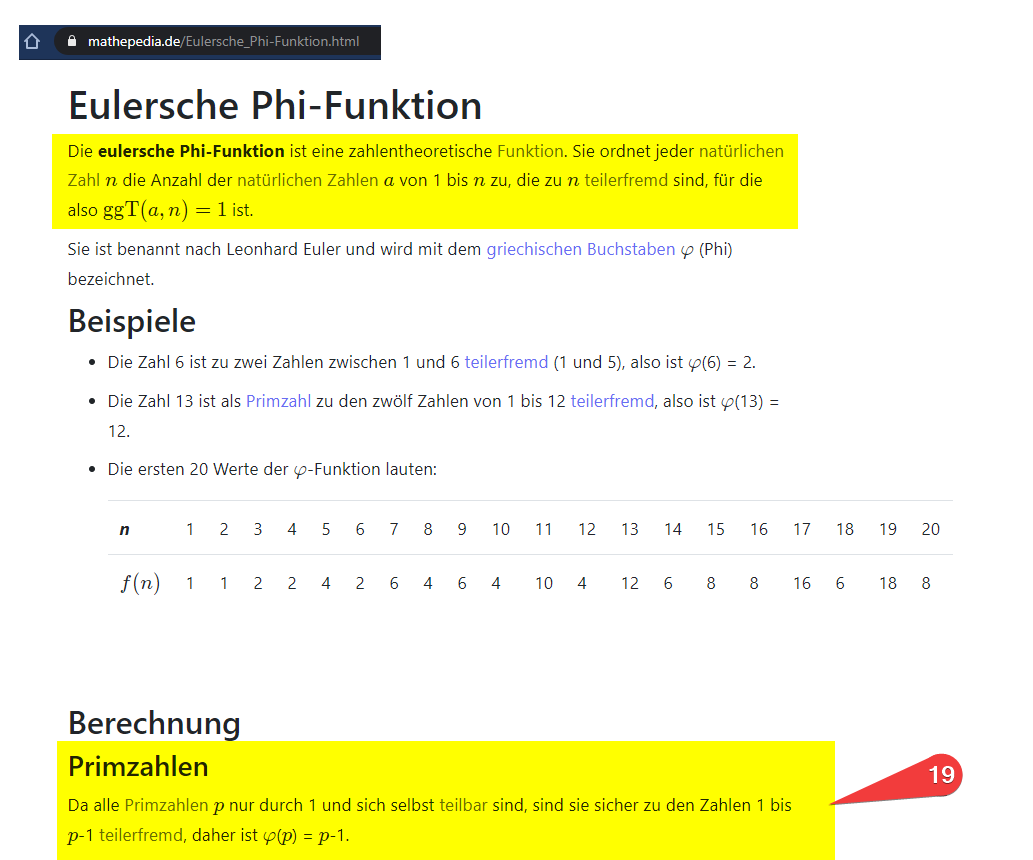 mathepedia.de/Eulersche_Phi-Funktion.html
Eulersche Phi-Funktion
Die eulersche Phi-Funktion ist eine zahlentheoretische Funktion. Sie ordnet jeder natürlichen
Zahl n die Anzahl der natürlichen Zahlen a von 1 bis n zu, die zu n teilerfremd sind, für die
also ggT(a, n) = 1 ist.
Sie ist benannt nach Leonhard Euler und wird mit dem griechischen Buchstaben φ (Phi)
bezeichnet.
Beispiele
• Die Zahl 6 ist zu zwei Zahlen zwischen 1 und 6 teilerfremd (1 und 5), also ist φ(6) = 2.
• Die Zahl 13 ist als Primzahl zu den zwölf Zahlen von 1 bis 12 teilerfremd, also ist φ(13) =
12.
• Die ersten 20 Werte der φ-Funktion lauten:
n 1 2 3 4 5 6 7 8 9 10 11 12 13 14 15 16 17 18 19 20
f(n) 1 1 2 2 4 2 6 4 6 4 10 4 12 6 8 8 16 6 18 8
Berechnung
Primzahlen
19
Da alle Primzahlen p nur durch 1 und sich selbst teilbar sind, sind sie sicher zu den Zahlen 1 bis
p-1 teilerfremd, daher ist φ(p) = p-1.